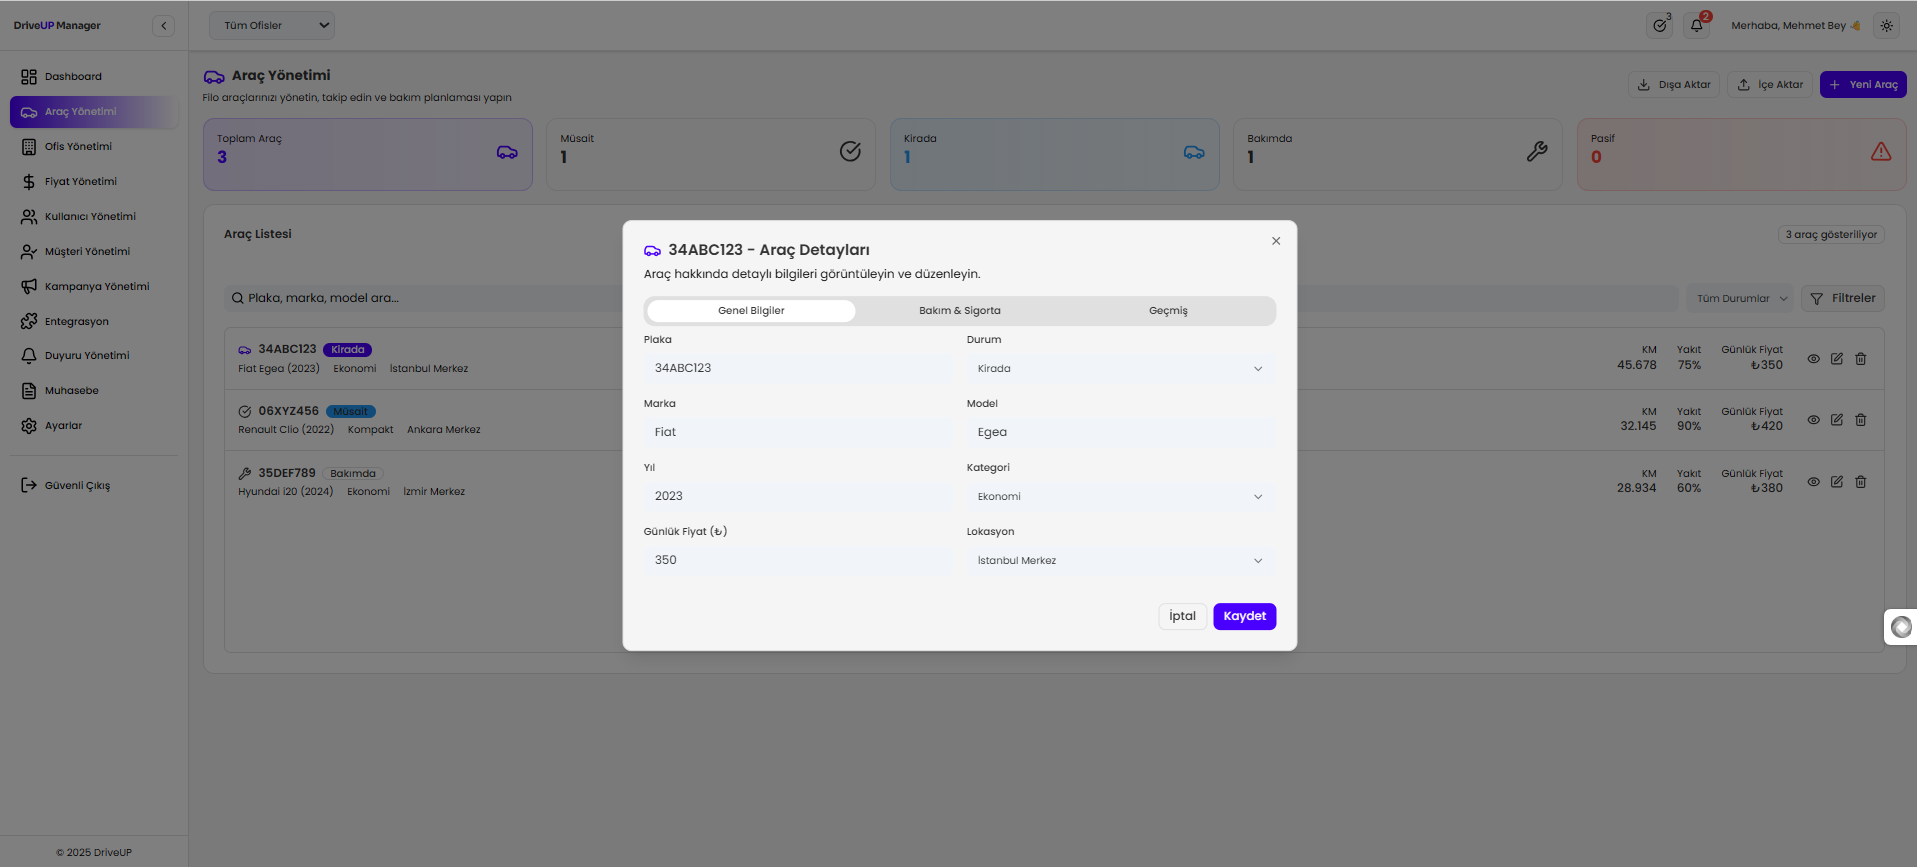 DriveUP Manager
Tüm Ofisler
3
2
Merhaba, Mehmet Bey 👋
Dashboard
Araç Yönetimi
Ofis Yönetimi
Fiyat Yönetimi
Kullanıcı Yönetimi
Müşteri Yönetimi
Kampanya Yönetimi
Entegrasyon
Duyuru Yönetimi
Muhasebe
Ayarlar
Güvenli Çıkış
© 2025 DriveUP
Araç Yönetimi
Filo araçlarınızı yönetin, takip edin ve bakım planlaması yapın
Dışa Aktar
İçe Aktar
Yeni Araç
Toplam Araç
3
Müsait
1
Kirada
1
Bakımda
1
Pasif
0
Araç Listesi
3 araç gösteriliyor
Plaka, marka, model ara...
Tüm Durumlar
Filtreler
34ABC123 Kirada
Fiat Egea (2023) Ekonomi İstanbul Merkez
KM Yakıt Günlük Fiyat
45.678 75% ₺350
06XYZ456 Müsait
Renault Clio (2022) Kompakt Ankara Merkez
KM Yakıt Günlük Fiyat
32.145 90% ₺420
35DEF789 Bakımda
Hyundai i20 (2024) Ekonomi İzmir Merkez
KM Yakıt Günlük Fiyat
28.934 60% ₺380
34ABC123 - Araç Detayları
Araç hakkında detaylı bilgileri görüntüleyin ve düzenleyin.
Genel Bilgiler Bakım & Sigorta Geçmiş
Plaka Durum
34ABC123 Kirada
Marka Model
Fiat Egea
Yıl Kategori
2023 Ekonomi
Günlük Fiyat (₺) Lokasyon
350 İstanbul Merkez
İptal Kaydet